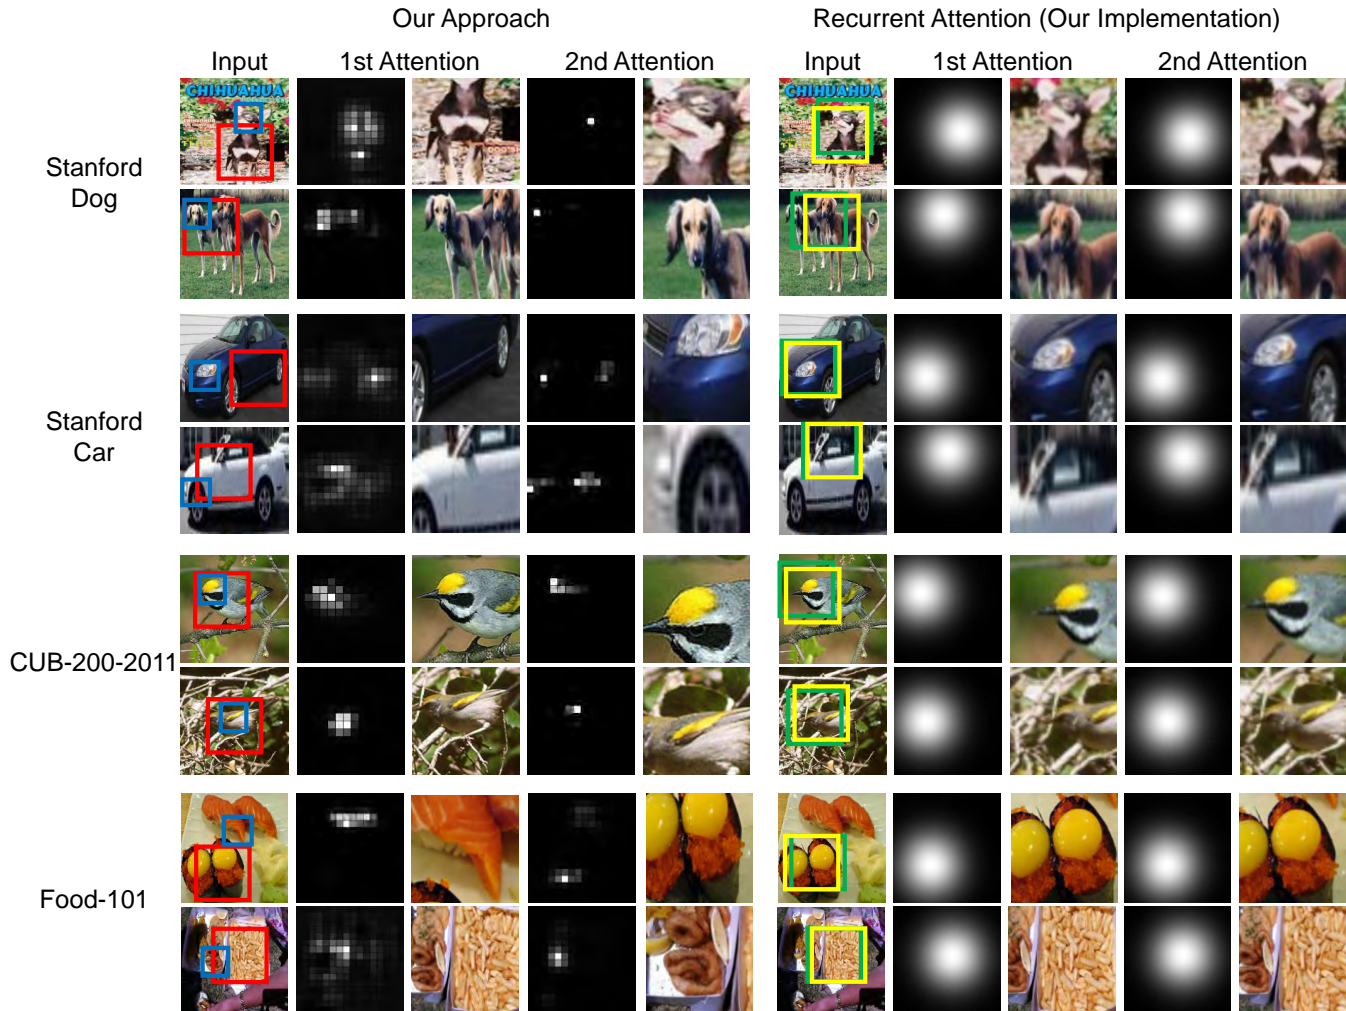 Our Approach
Recurrent Attention (Our Implementation)
Input
1st Attention
2nd Attention
Input
1st Attention
2nd Attention
Stanford
Dog
CHIHUAHUA
CHIHUAHUA
Stanford
Car
CUB-200-2011
Food-101